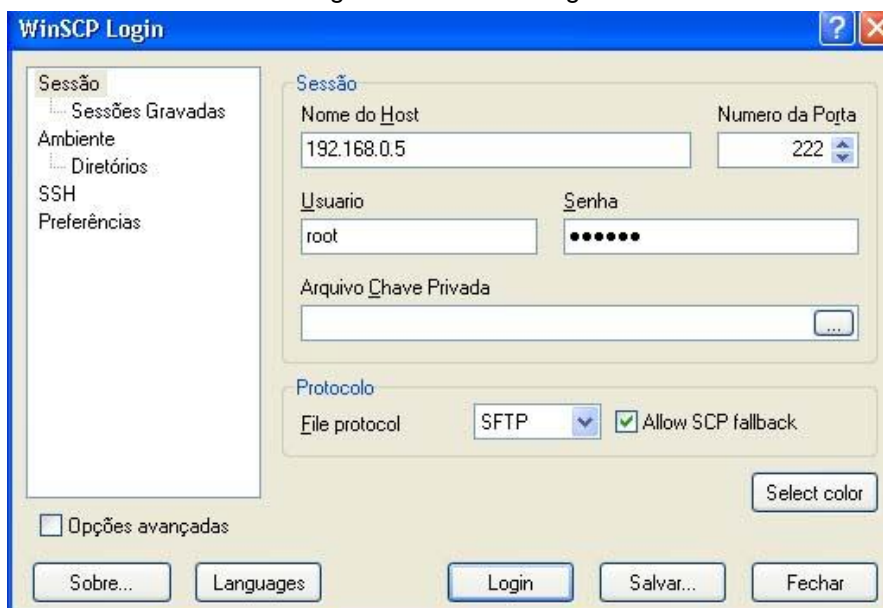 WinSCP Login
Sessão
Sessões Gravadas
Ambiente
Diretórios
SSH
Preferências
Sessão
Nome do Host
Numero da Porta
192.168.0.5
222
Usuario
Senha
root
••••••
Arquivo Chave Privada
...
Protocolo
File protocol
SFTP
Allow SCP fallback
Select color
Opções avançadas
Sobre...
Languages
Login
Salvar...
Fechar